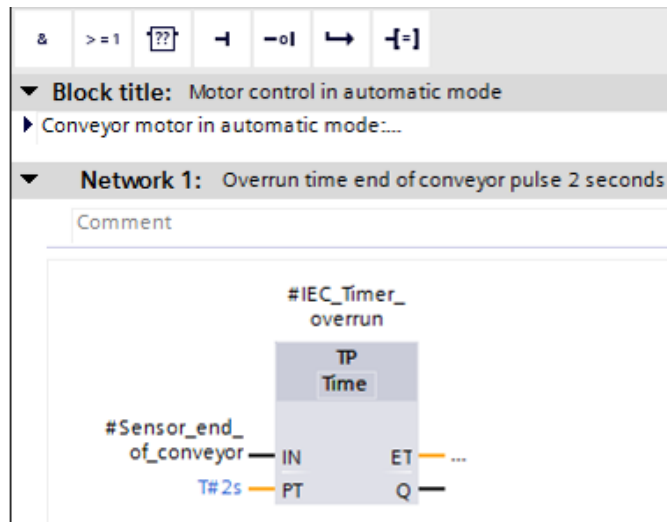 & >=1 ?? -| -o| -[=]
Block title: Motor control in automatic mode
Conveyor motor in automatic mode:...
Network 1: Overrun time end of conveyor pulse 2 seconds
Comment
#IEC_Timer_
overrun
TP
Time
#Sensor_end_
of_conveyor IN ET ...
T#2s PT Q